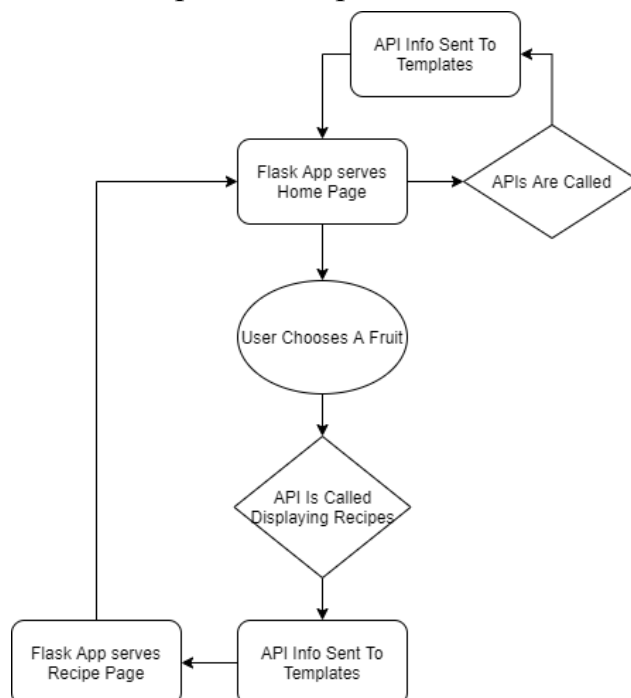 API Info Sent To
Templates
Flask App serves
Home Page
APIs Are Called
User Chooses A Fruit
API Is Called
Displaying Recipes
Flask App serves
Recipe Page
API Info Sent To
Templates